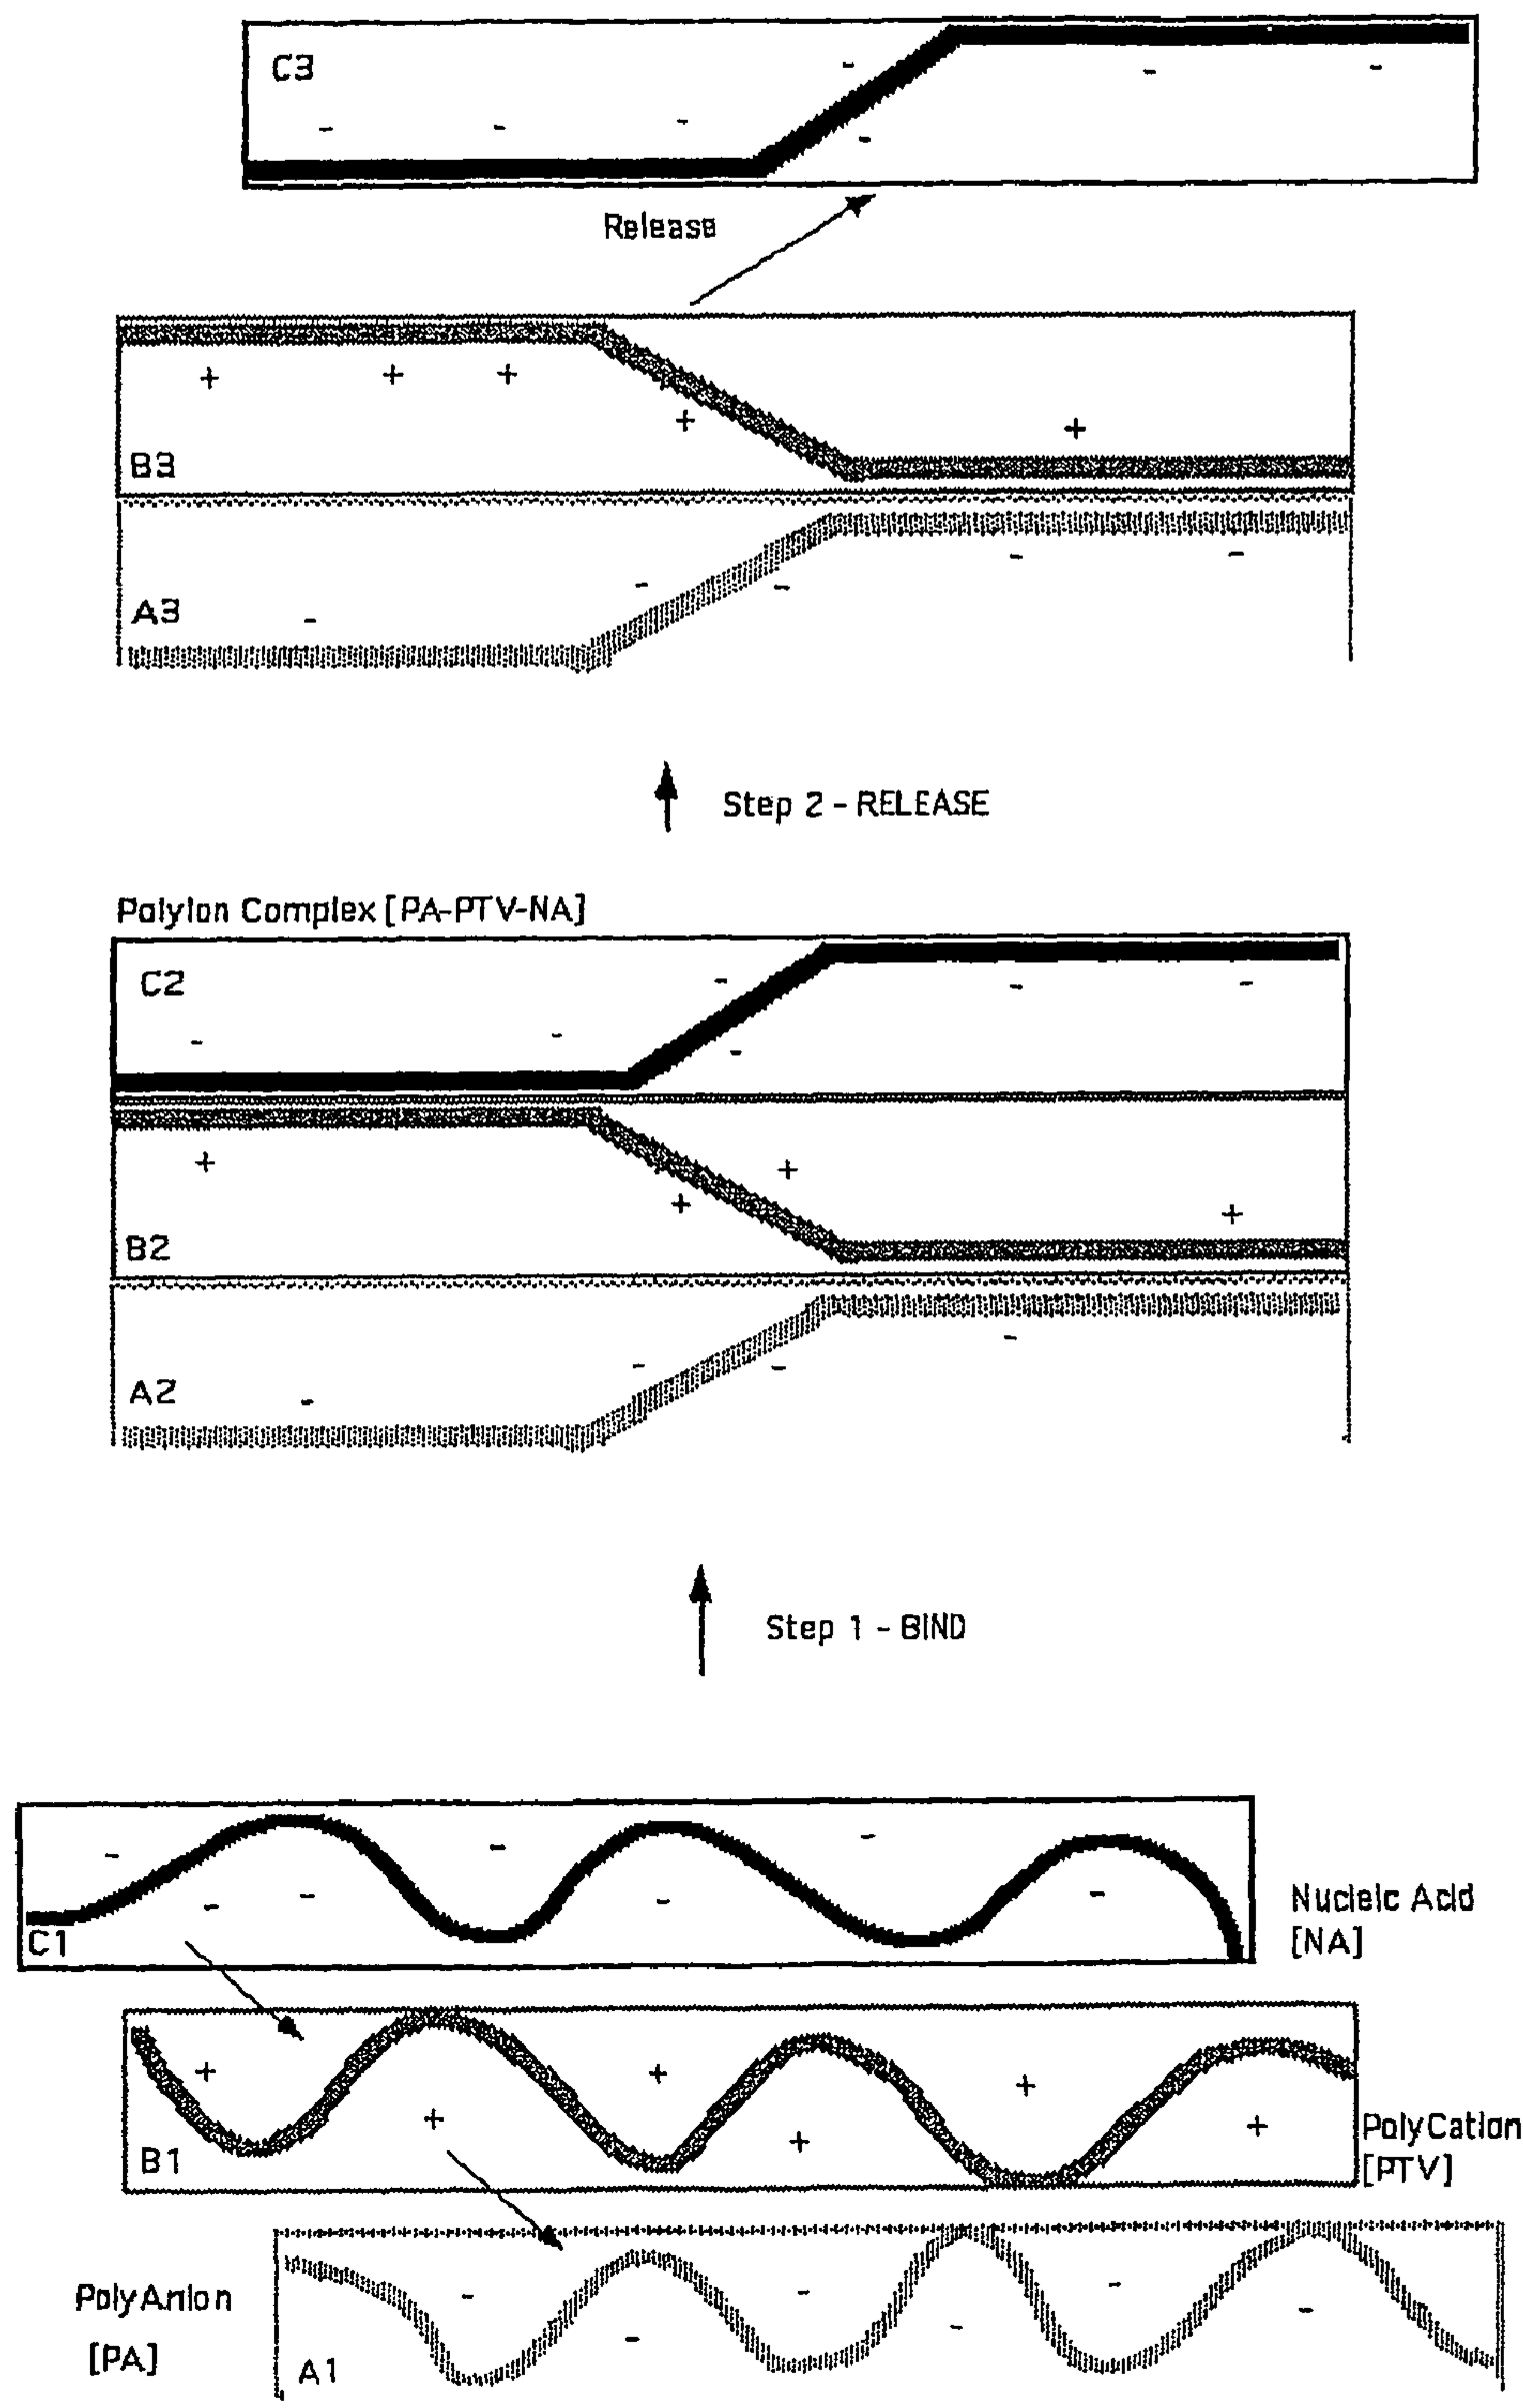 C3
Release
B3
A3
Step 2 - RELEASE
PolyIon Complex [PA-PTV-NA]
C2
B2
A2
Step 1 - BIND
Nucleic Acid
[NA]
C1
B1
PolyCation
[PTV]
PolyAnion
[PA]
A1